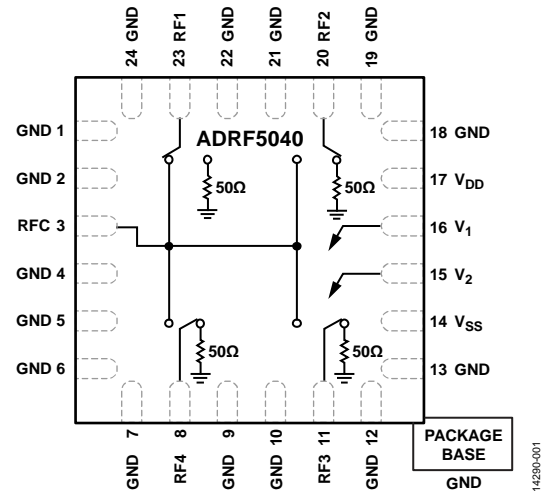 24 GND
23 RF1
22 GND
21 GND
20 RF2
19 GND
ADRF5040
GND 1
GND 2
RFC 3
GND 4
GND 5
GND 6
18 GND
17 VDD
16 V1
15 V2
14 VSS
13 GND
50Ω
50Ω
50Ω
50Ω
GND 7
RF4 8
GND 9
GND 10
RF3 11
GND 12
PACKAGE
BASE
GND
14290-001